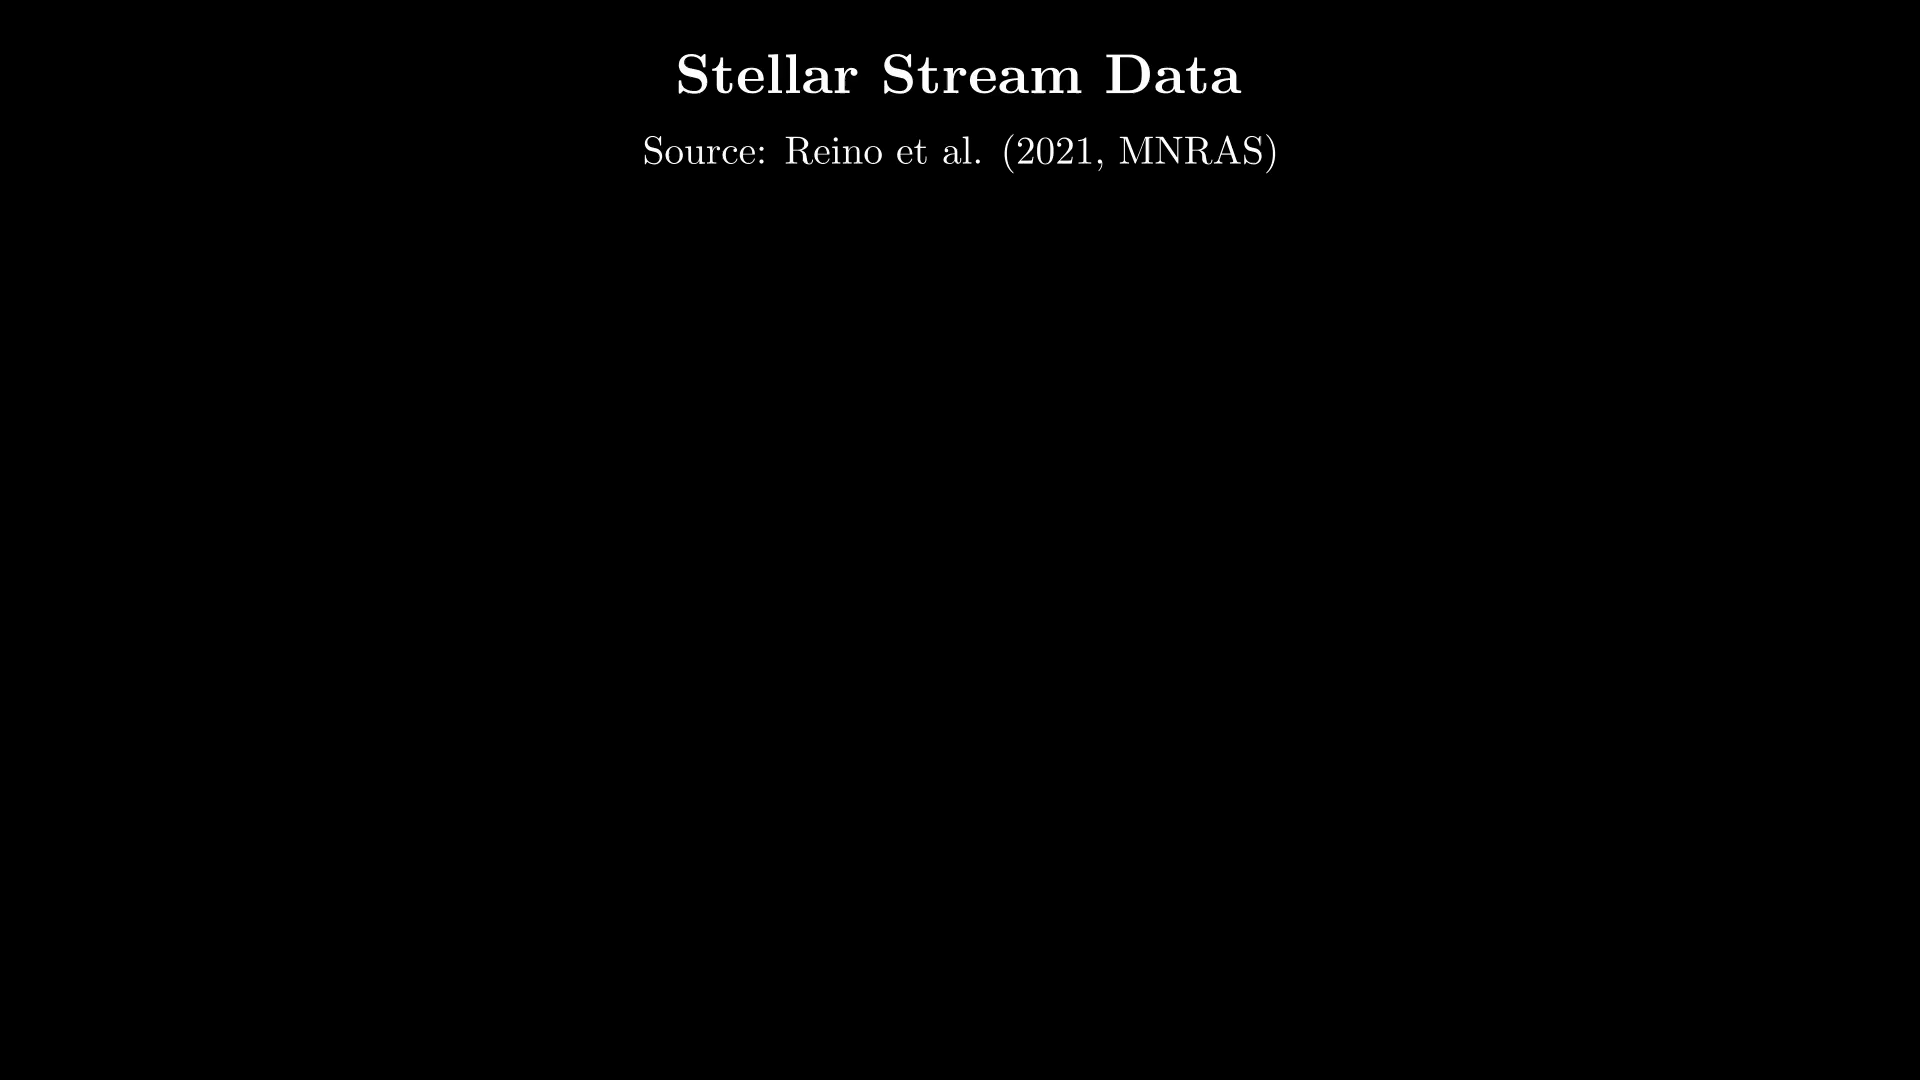 Stellar Stream Data
Source: Reino et al. (2021, MNRAS)